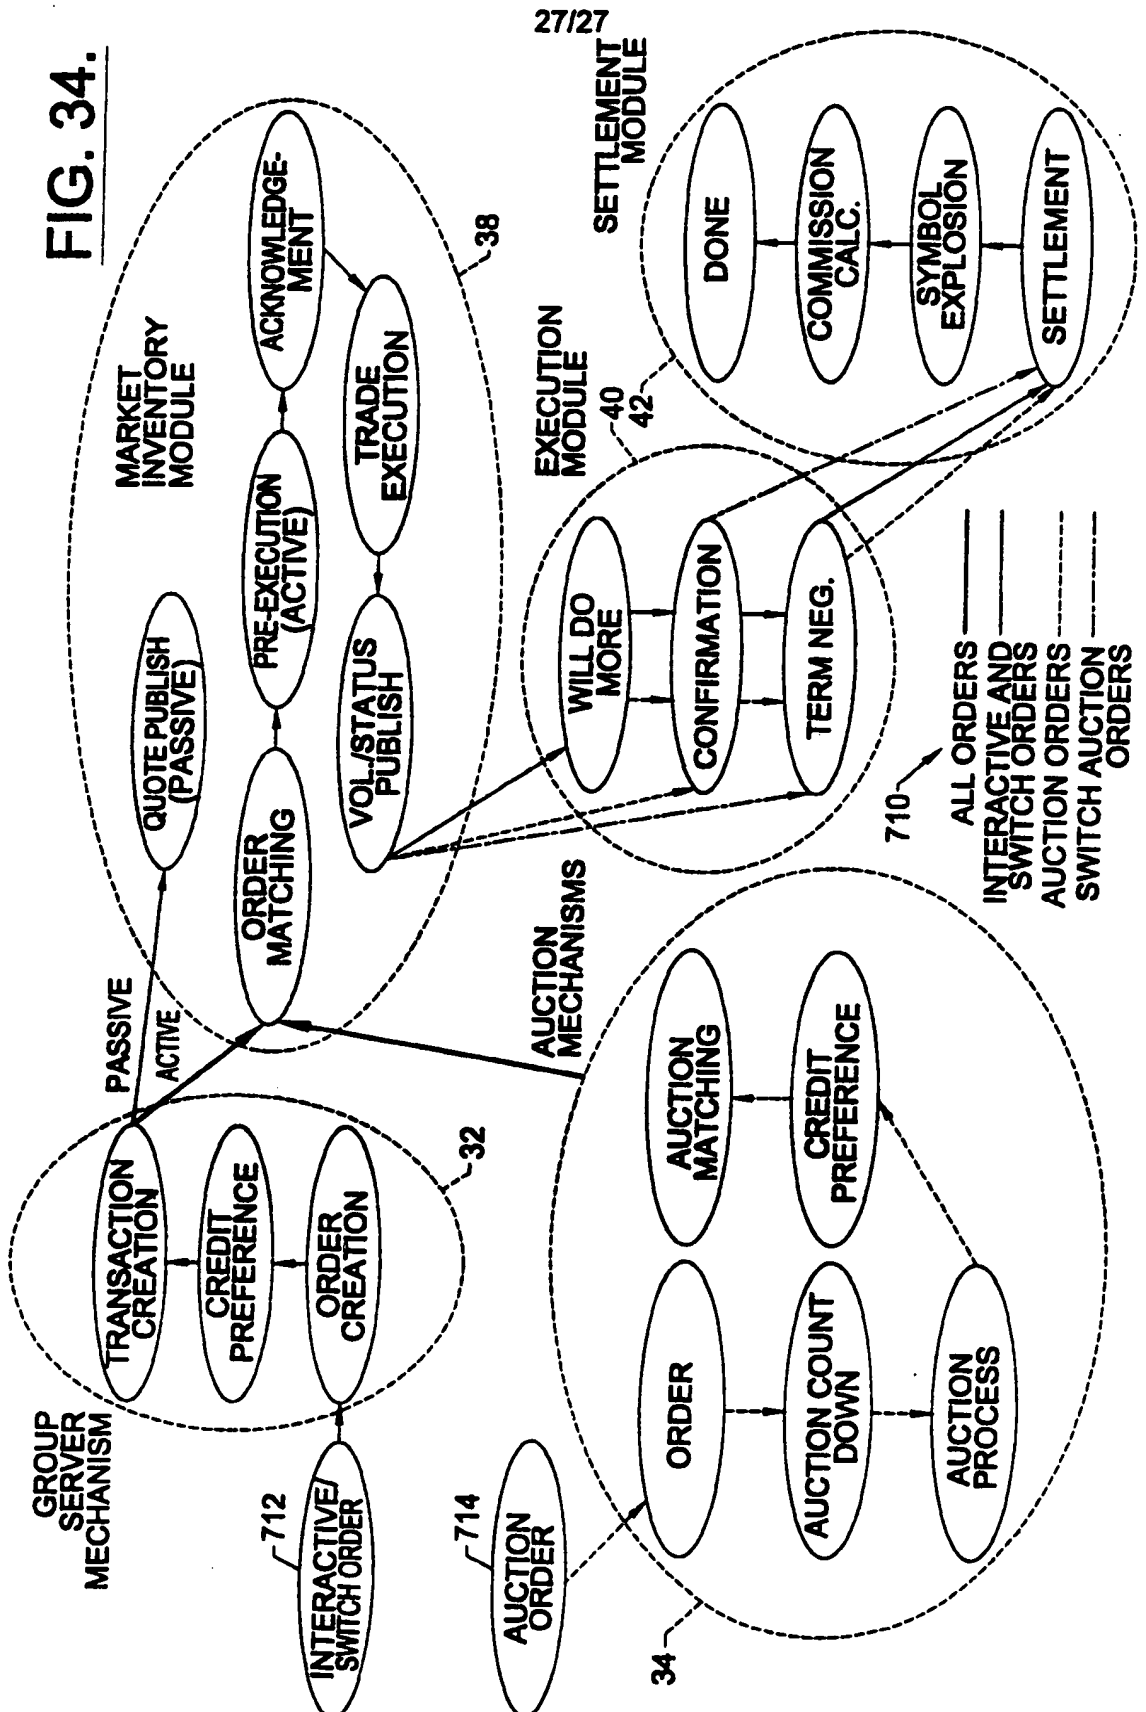 27/27
FIG. 34.
GROUP
SERVER
MECHANISM
TRANSACTION
CREATION
CREDIT
PREFERENCE
ORDER
CREATION
32
712
INTERACTIVE/
SWITCH ORDER
714
AUCTION
ORDER
PASSIVE
ACTIVE
MARKET
INVENTORY
MODULE
QUOTE PUBLISH
(PASSIVE)
ORDER
MATCHING
PRE-EXECUTION
(ACTIVE)
ACKNOWLEDGE-
MENT
TRADE
EXECUTION
VOL./STATUS
PUBLISH
38
AUCTION
MECHANISMS
ORDER
AUCTION COUNT
DOWN
AUCTION
PROCESS
CREDIT
PREFERENCE
AUCTION
MATCHING
34
EXECUTION
MODULE
40
42
WILL DO
MORE
CONFIRMATION
TERM NEG.
SETTLEMENT
MODULE
DONE
COMMISSION
CALC.
SYMBOL
EXPLOSION
SETTLEMENT
710
ALL ORDERS
INTERACTIVE AND
SWITCH ORDERS
AUCTION ORDERS
SWITCH AUCTION
ORDERS